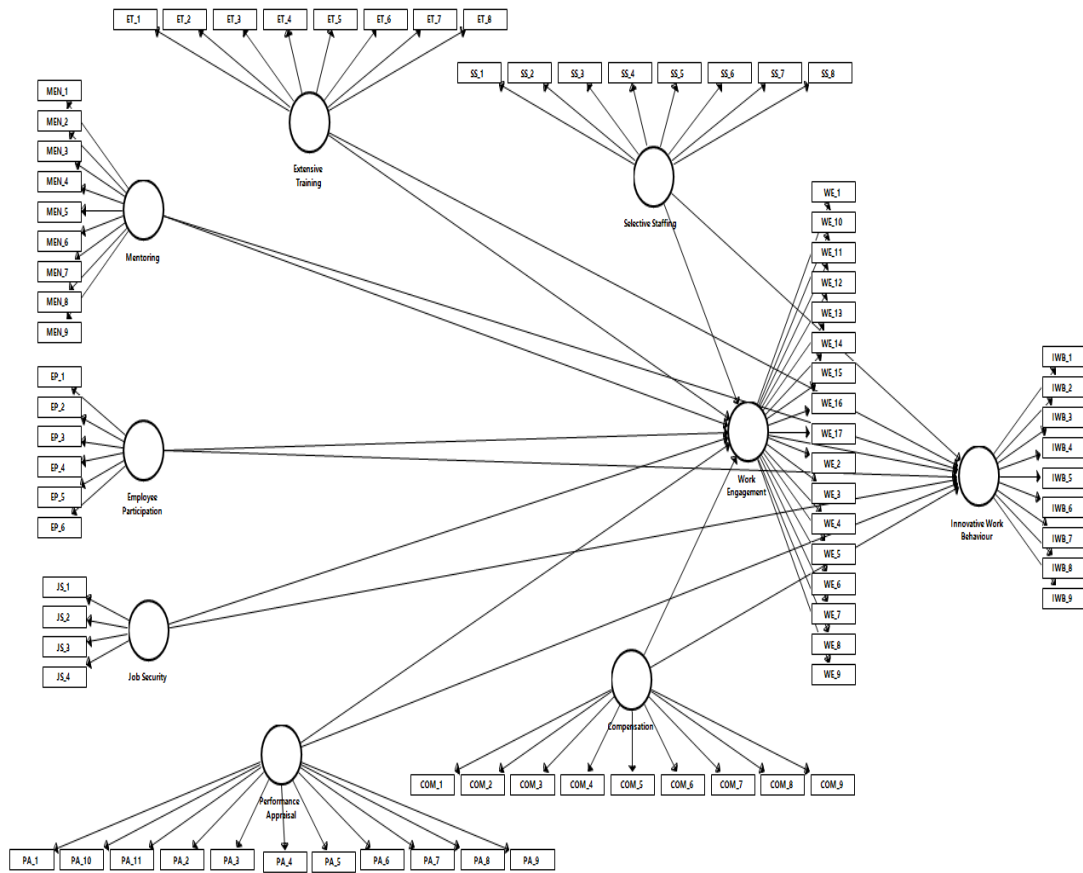 ET_1 ET_2 ET_3 ET_4 ET_5 ET_6 ET_7 ET_8
SS_1 SS_2 SS_3 SS_4 SS_5 SS_6 SS_7 SS_8
Extensive
Training
Selective Staffing
MEN_1
MEN_2
MEN_3
MEN_4
MEN_5
MEN_6
MEN_7
MEN_8
MEN_9
Mentoring
EP_1
EP_2
EP_3
EP_4
EP_5
EP_6
Employee
Participation
JS_1
JS_2
JS_3
JS_4
Job Security
WE_1
WE_10
WE_11
WE_12
WE_13
WE_14
WE_15
WE_16
WE_17
WE_2
WE_3
WE_4
WE_5
WE_6
WE_7
WE_8
WE_9
Work
Engagement
IWB_1
IWB_2
IWB_3
IWB_4
IWB_5
IWB_6
IWB_7
IWB_8
IWB_9
Innovative Work
Behaviour
Compensation
COM_1 COM_2 COM_3 COM_4 COM_5 COM_6 COM_7 COM_8 COM_9
Performance
Appraisal
PA_1 PA_10 PA_11 PA_2 PA_3 PA_4 PA_5 PA_6 PA_7 PA_8 PA_9